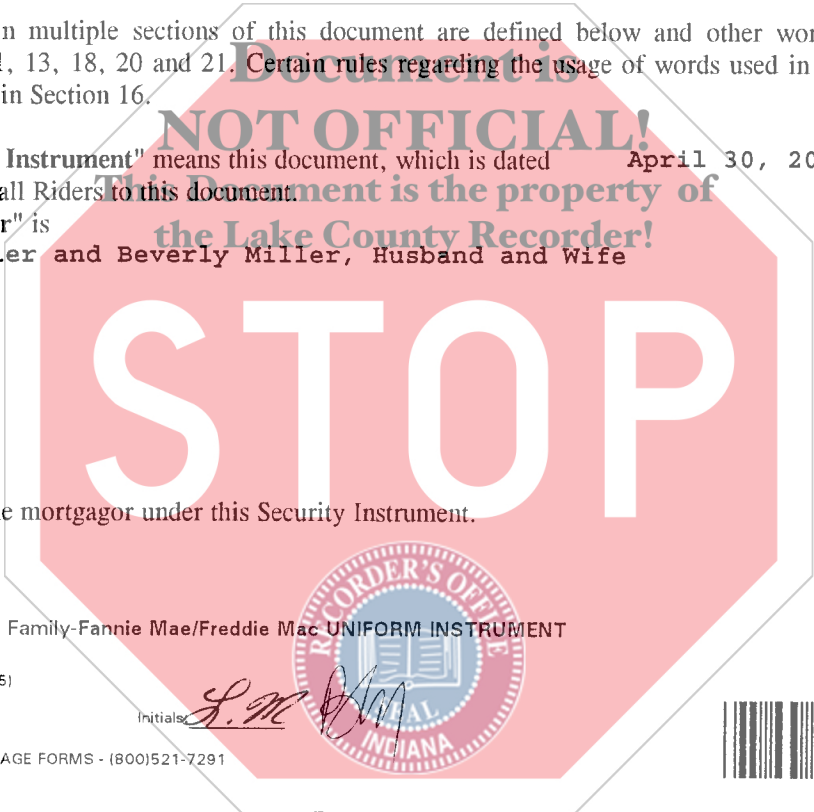 n multiple sections of this document are defined below and other wor
, 13, 18, 20 and 21. Certain rules regarding the usage of words used in
in Section 16.
Document is
NOT OFFICIAL!
This Document is the property of
the Lake County Recorder!
Instrument" means this document, which is dated April 30, 20
all Riders to this document.
r" is
er and Beverly Miller, Husband and Wife
STOP
e mortgagor under this Security Instrument.
RECORDER'S OFFICE
SEAL
INDIANA
Family-Fannie Mae/Freddie Mac UNIFORM INSTRUMENT
5)
Initials: L. M BM
AGE FORMS - (800)521-7291